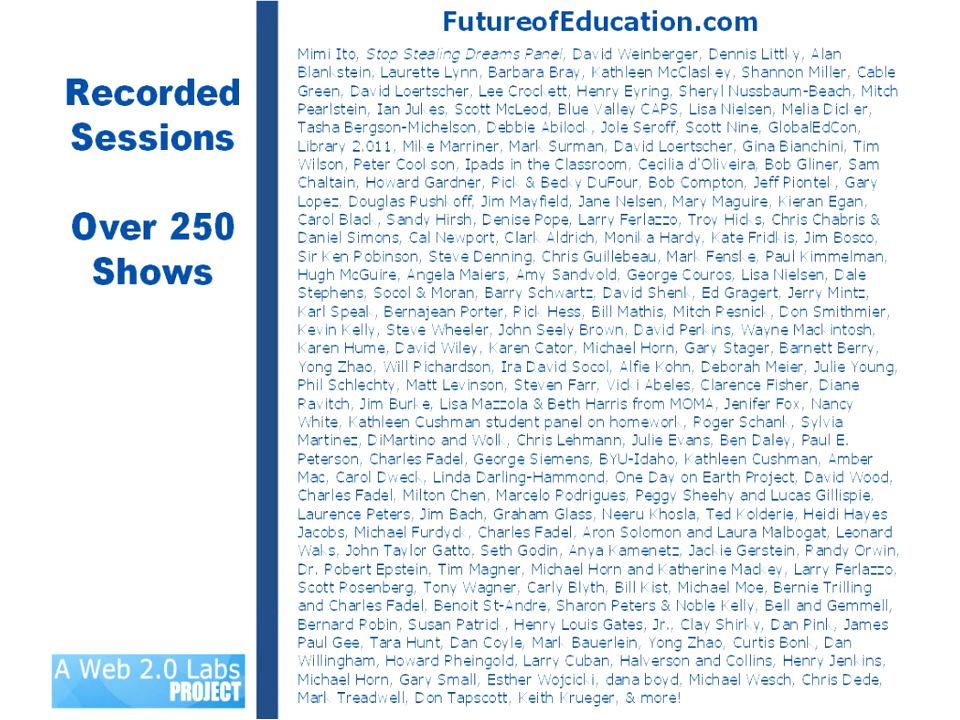 FutureofEducation.com
Recorded
Sessions
Over 250
Shows
Mimi Ito, Stop Stealing Dreams Panel, David Weinberger, Dennis Littky, Alan
Blankstein, Laurette Lynn, Barbara Bray, Kathleen McClaskey, Shannon Miller, Cable
Green, David Loertscher, Lee Crockett, Henry Eyring, Sheryl Nussbaum-Beach, Mitch
Pearlstein, Ian Jukes, Scott McLeod, Blue Valley CAPS, Lisa Nielsen, Melia Dicker,
Tasha Bergson-Michelson, Debbie Abilock, Jole Seroff, Scott Nine, GlobalEdCon,
Library 2.011, Mike Marriner, Mark Surman, David Loertscher, Gina Bianchini, Tim
Wilson, Peter Cookson, Ipads in the Classroom, Cecilia d'Oliveira, Bob Gliner, Sam
Chaltain, Howard Gardner, Rick & Becky DuFour, Bob Compton, Jeff Piontek, Gary
Lopez, Douglas Rushkoff, Jim Mayfield, Jane Nelsen, Mary Maguire, Kieran Egan,
Carol Black, Sandy Hirsh, Denise Pope, Larry Ferlazzo, Troy Hicks, Chris Chabris &
Daniel Simons, Cal Newport, Clark Aldrich, Monika Hardy, Kate Fridkis, Jim Bosco,
Sir Ken Robinson, Steve Denning, Chris Guillebeau, Mark Fenske, Paul Kimmelman,
Hugh McGuire, Angela Maiers, Amy Sandvold, George Couros, Lisa Nielsen, Dale
Stephens, Socol & Moran, Barry Schwartz, David Shenk, Ed Gragert, Jerry Mintz,
Karl Speak, Bernajean Porter, Rick Hess, Bill Mathis, Mitch Resnick, Don Smithmier,
Kevin Kelly, Steve Wheeler, John Seely Brown, David Perkins, Wayne Mackintosh,
Karen Hume, David Wiley, Karen Cator, Michael Horn, Gary Stager, Barnett Berry,
Yong Zhao, Will Richardson, Ira David Socol, Alfie Kohn, Deborah Meier, Julie Young,
Phil Schlechty, Matt Levinson, Steven Farr, Vicki Abeles, Clarence Fisher, Diane
Ravitch, Jim Burke, Lisa Mazzola & Beth Harris from MOMA, Jenifer Fox, Nancy
White, Kathleen Cushman student panel on homework, Roger Schank, Sylvia
Martinez, DiMartino and Wolk, Chris Lehmann, Julie Evans, Ben Daley, Paul E.
Peterson, Charles Fadel, George Siemens, BYU-Idaho, Kathleen Cushman, Amber
Mac, Carol Dweck, Linda Darling-Hammond, One Day on Earth Project, David Wood,
Charles Fadel, Milton Chen, Marcelo Rodrigues, Peggy Sheehy and Lucas Gillispie,
Laurence Peters, Jim Bach, Graham Glass, Neeru Khosla, Ted Kolderie, Heidi Hayes
Jacobs, Michael Furdyck, Charles Fadel, Aron Solomon and Laura Malbogat, Leonard
Waks, John Taylor Gatto, Seth Godin, Anya Kamenetz, Jackie Gerstein, Randy Orwin,
Dr. Robert Epstein, Tim Magner, Michael Horn and Katherine Mackey, Larry Ferlazzo,
Scott Rosenberg, Tony Wagner, Carly Blyth, Bill Kist, Michael Moe, Bernie Trilling
and Charles Fadel, Benoit St-Andre, Sharon Peters & Noble Kelly, Bell and Gemmell,
Bernard Robin, Susan Patrick, Henry Louis Gates, Jr., Clay Shirky, Dan Pink, James
Paul Gee, Tara Hunt, Dan Coyle, Mark Bauerlein, Yong Zhao, Curtis Bonk, Dan
Willingham, Howard Rheingold, Larry Cuban, Halverson and Collins, Henry Jenkins,
Michael Horn, Gary Small, Esther Wojcicki, dana boyd, Michael Wesch, Chris Dede,
Mark Treadwell, Don Tapscott, Keith Krueger, & more!
A Web 2.0 Labs
PROJECT